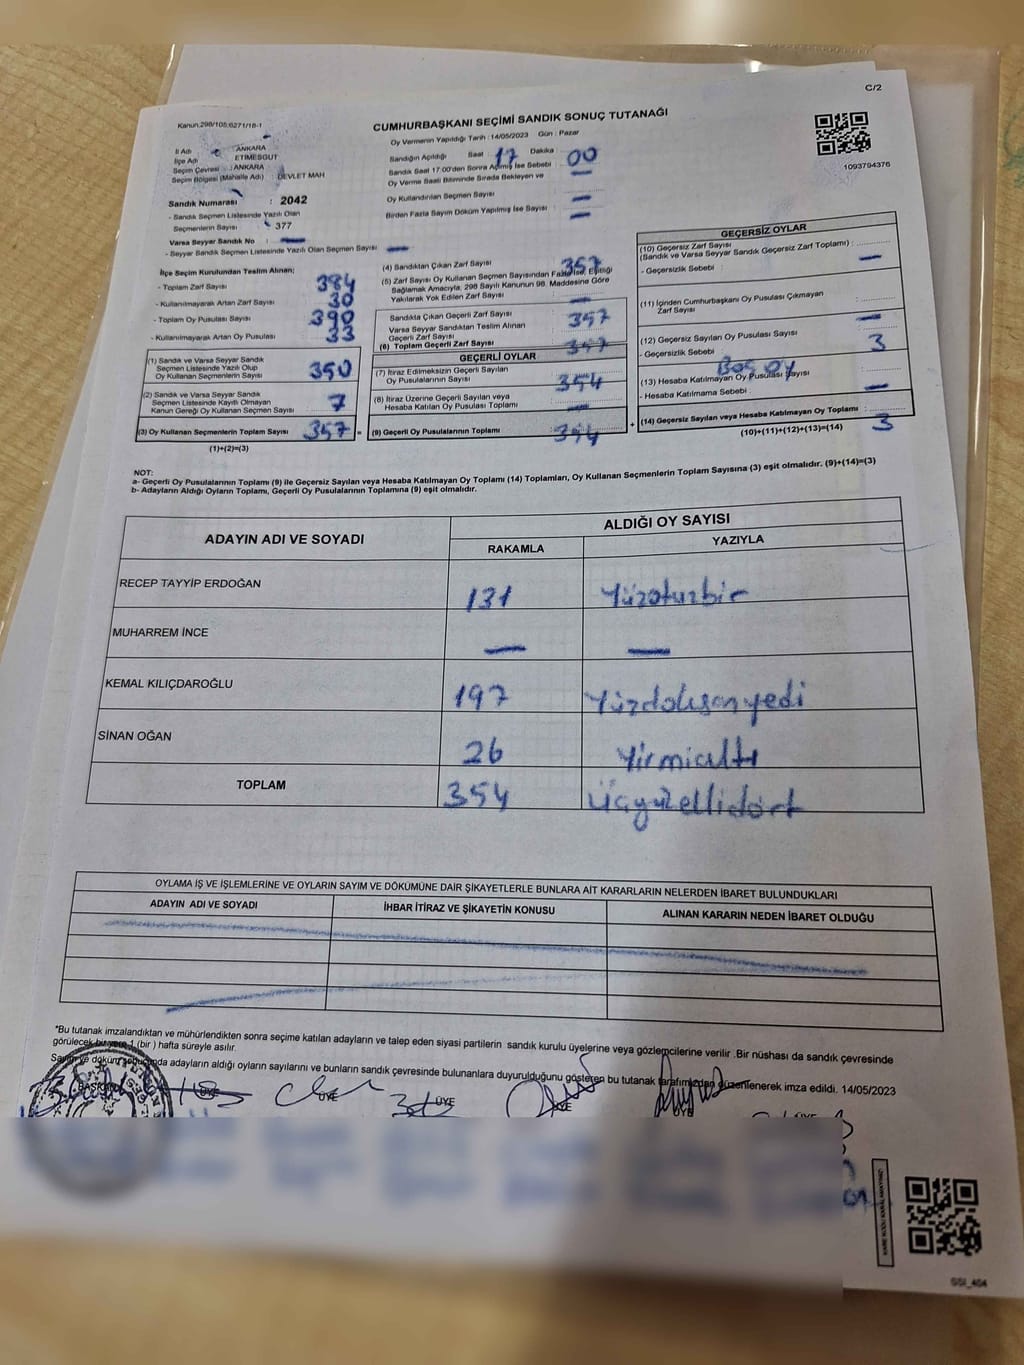 C/2
Kanun:298/105;6271/18-1
CUMHURBAŞKANI SEÇİMİ SANDIK SONUÇ TUTANAĞI
1093794376
İl Adı : ANKARA
İlçe Adı : ETİMESGUT
Seçim Çevresi : ANKARA
Seçim Bölgesi (Mahalle Adı) : DEVLET MAH
Sandık Numarası : 2042
- Sandık Seçmen Listesinde Yazılı Olan
Seçmenlerin Sayısı : 377
Varsa Seyyar Sandık No : —
- Seyyar Sandık Seçmen Listesinde Yazılı Olan Seçmen Sayısı —
Oy Vermenin Yapıldığı Tarih :14/05/2023 Gün : Pazar
Sandığın Açıldığı Saat : 17 Dakika : 00
Sandık Saat 17:00'den Sonra Açılmış İse Sebebi —
Oy Verme Saati Bitiminde Sırada Bekleyen ve
Oy Kullandırılan Seçmen Sayısı —
Birden Fazla Sayım Döküm Yapılmış İse Sayısı —
İlçe Seçim Kurulundan Teslim Alınan;
- Toplam Zarf Sayısı : 384
- Kullanılmayarak Artan Zarf Sayısı : 30
- Toplam Oy Pusulası Sayısı : 390
- Kullanılmayarak Artan Oy Pusulası : 33
(1) Sandık ve Varsa Seyyar Sandık
Seçmen Listesinde Yazılı Olup
Oy Kullanan Seçmenlerin Sayısı : 350
(2) Sandık ve Varsa Seyyar Sandık
Seçmen Listesinde Kayıtlı Olmayan
Kanun Gereği Oy Kullanan Seçmen Sayısı : 7
(3) Oy Kullanan Seçmenlerin Toplam Sayısı : 357 =
(1)+(2)=(3)
(4) Sandıktan Çıkan Zarf Sayısı : 357
(5) Zarf Sayısı Oy Kullanan Seçmen Sayısından Fazla İse, Eşitliği
Sağlamak Amacıyla, 298 Sayılı Kanunun 98. Maddesine Göre
Yakılarak Yok Edilen Zarf Sayısı : —
Sandıkta Çıkan Geçerli Zarf Sayısı : 357
Varsa Seyyar Sandıktan Teslim Alınan
Geçerli Zarf Sayısı
(6) Toplam Geçerli Zarf Sayısı : 357
GEÇERLİ OYLAR
(7) İtiraz Edilmeksizin Geçerli Sayılan
Oy Pusulalarının Sayısı : 354
(8) İtiraz Üzerine Geçerli Sayılan veya
Hesaba Katılan Oy Pusulası Toplamı : —
(9) Geçerli Oy Pusulalarının Toplamı : 354 +
GEÇERSİZ OYLAR
(10) Geçersiz Zarf Sayısı
(Sandık ve Varsa Seyyar Sandık Geçersiz Zarf Toplamı) :
- Geçersizlik Sebebi : —
(11) İçinden Cumhurbaşkanı Oy Pusulası Çıkmayan
Zarf Sayısı : —
(12) Geçersiz Sayılan Oy Pusulası Sayısı : 3
- Geçersizlik Sebebi : Boş oy
(13) Hesaba Katılmayan Oy Pusulası Sayısı
- Hesaba Katılmama Sebebi : —
(14) Geçersiz Sayılan veya Hesaba Katılmayan Oy Toplamı : 3
(10)+(11)+(12)+(13)=(14)
NOT:
a- Geçerli Oy Pusulalarının Toplamı (9) ile Geçersiz Sayılan veya Hesaba Katılmayan Oy Toplamı (14) Toplamları, Oy Kullanan Seçmenlerin Toplam Sayısına (3) eşit olmalıdır. (9)+(14)=(3)
b- Adayların Aldığı Oyların Toplamı, Geçerli Oy Pusulalarının Toplamına (9) eşit olmalıdır.
ADAYIN ADI VE SOYADI
ALDIĞI OY SAYISI
RAKAMLA YAZIYLA
RECEP TAYYİP ERDOĞAN 131 Yüzotuzbir
MUHARREM İNCE — —
KEMAL KILIÇDAROĞLU 197 Yüzdoksanyedi
SİNAN OĞAN 26 Yirmialtı
TOPLAM 354 Üçyüzellidört
OYLAMA İŞ VE İŞLEMLERİNE VE OYLARIN SAYIM VE DÖKÜMÜNE DAİR ŞİKAYETLERLE BUNLARA AİT KARARLARIN NELERDEN İBARET BULUNDUKLARI
ADAYIN ADI VE SOYADI İHBAR İTİRAZ VE ŞİKAYETİN KONUSU ALINAN KARARIN NEDEN İBARET OLDUĞU
*Bu tutanak imzalandıktan ve mühürlendikten sonra seçime katılan adayların ve talep eden siyasi partilerin sandık kurulu üyelerine veya gözlemcilerine verilir .Bir nüshası da sandık çevresinde
görülecek bir yere 1 (bir ) hafta süreyle asılır.
Sayım ve döküm sonucunda adayların aldığı oyların sayılarını ve bunların sandık çevresinde bulunanlara duyurulduğunu gösteren bu tutanak tarafımızdan düzenlenerek imza edildi. 14/05/2023
BAŞKAN ÜYE ÜYE ÜYE ÜYE ÜYE ÜYE
SSI_404